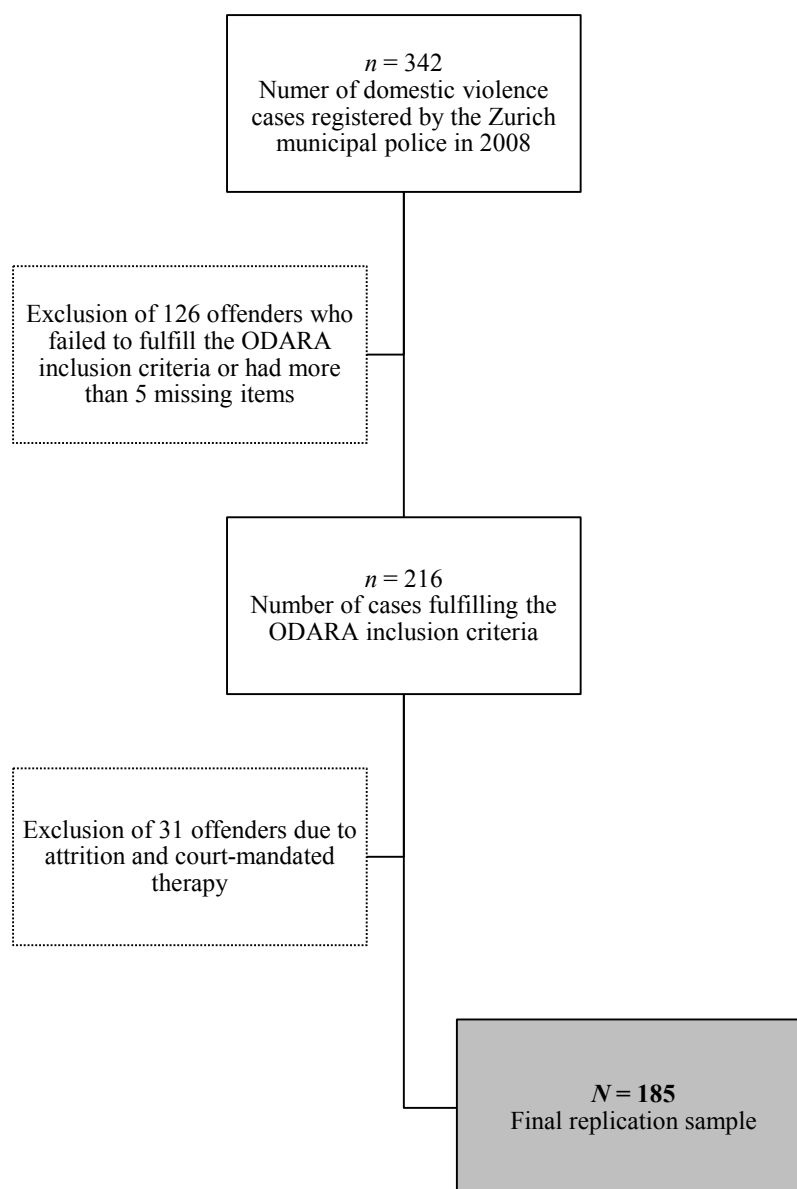 n = 342
Numer of domestic violence
cases registered by the Zurich
municipal police in 2008
Exclusion of 126 offenders who
failed to fulfill the ODARA
inclusion criteria or had more
than 5 missing items
n = 216
Number of cases fulfilling the
ODARA inclusion criteria
Exclusion of 31 offenders due to
attrition and court-mandated
therapy
N = 185
Final replication sample